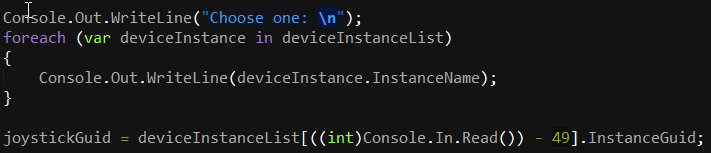 Console.Out.WriteLine("Choose one: \n");
foreach (var deviceInstance in deviceInstanceList)
{
    Console.Out.WriteLine(deviceInstance.InstanceName);
}
joystickGuid = deviceInstanceList[((int)Console.In.Read()) - 49].InstanceGuid;